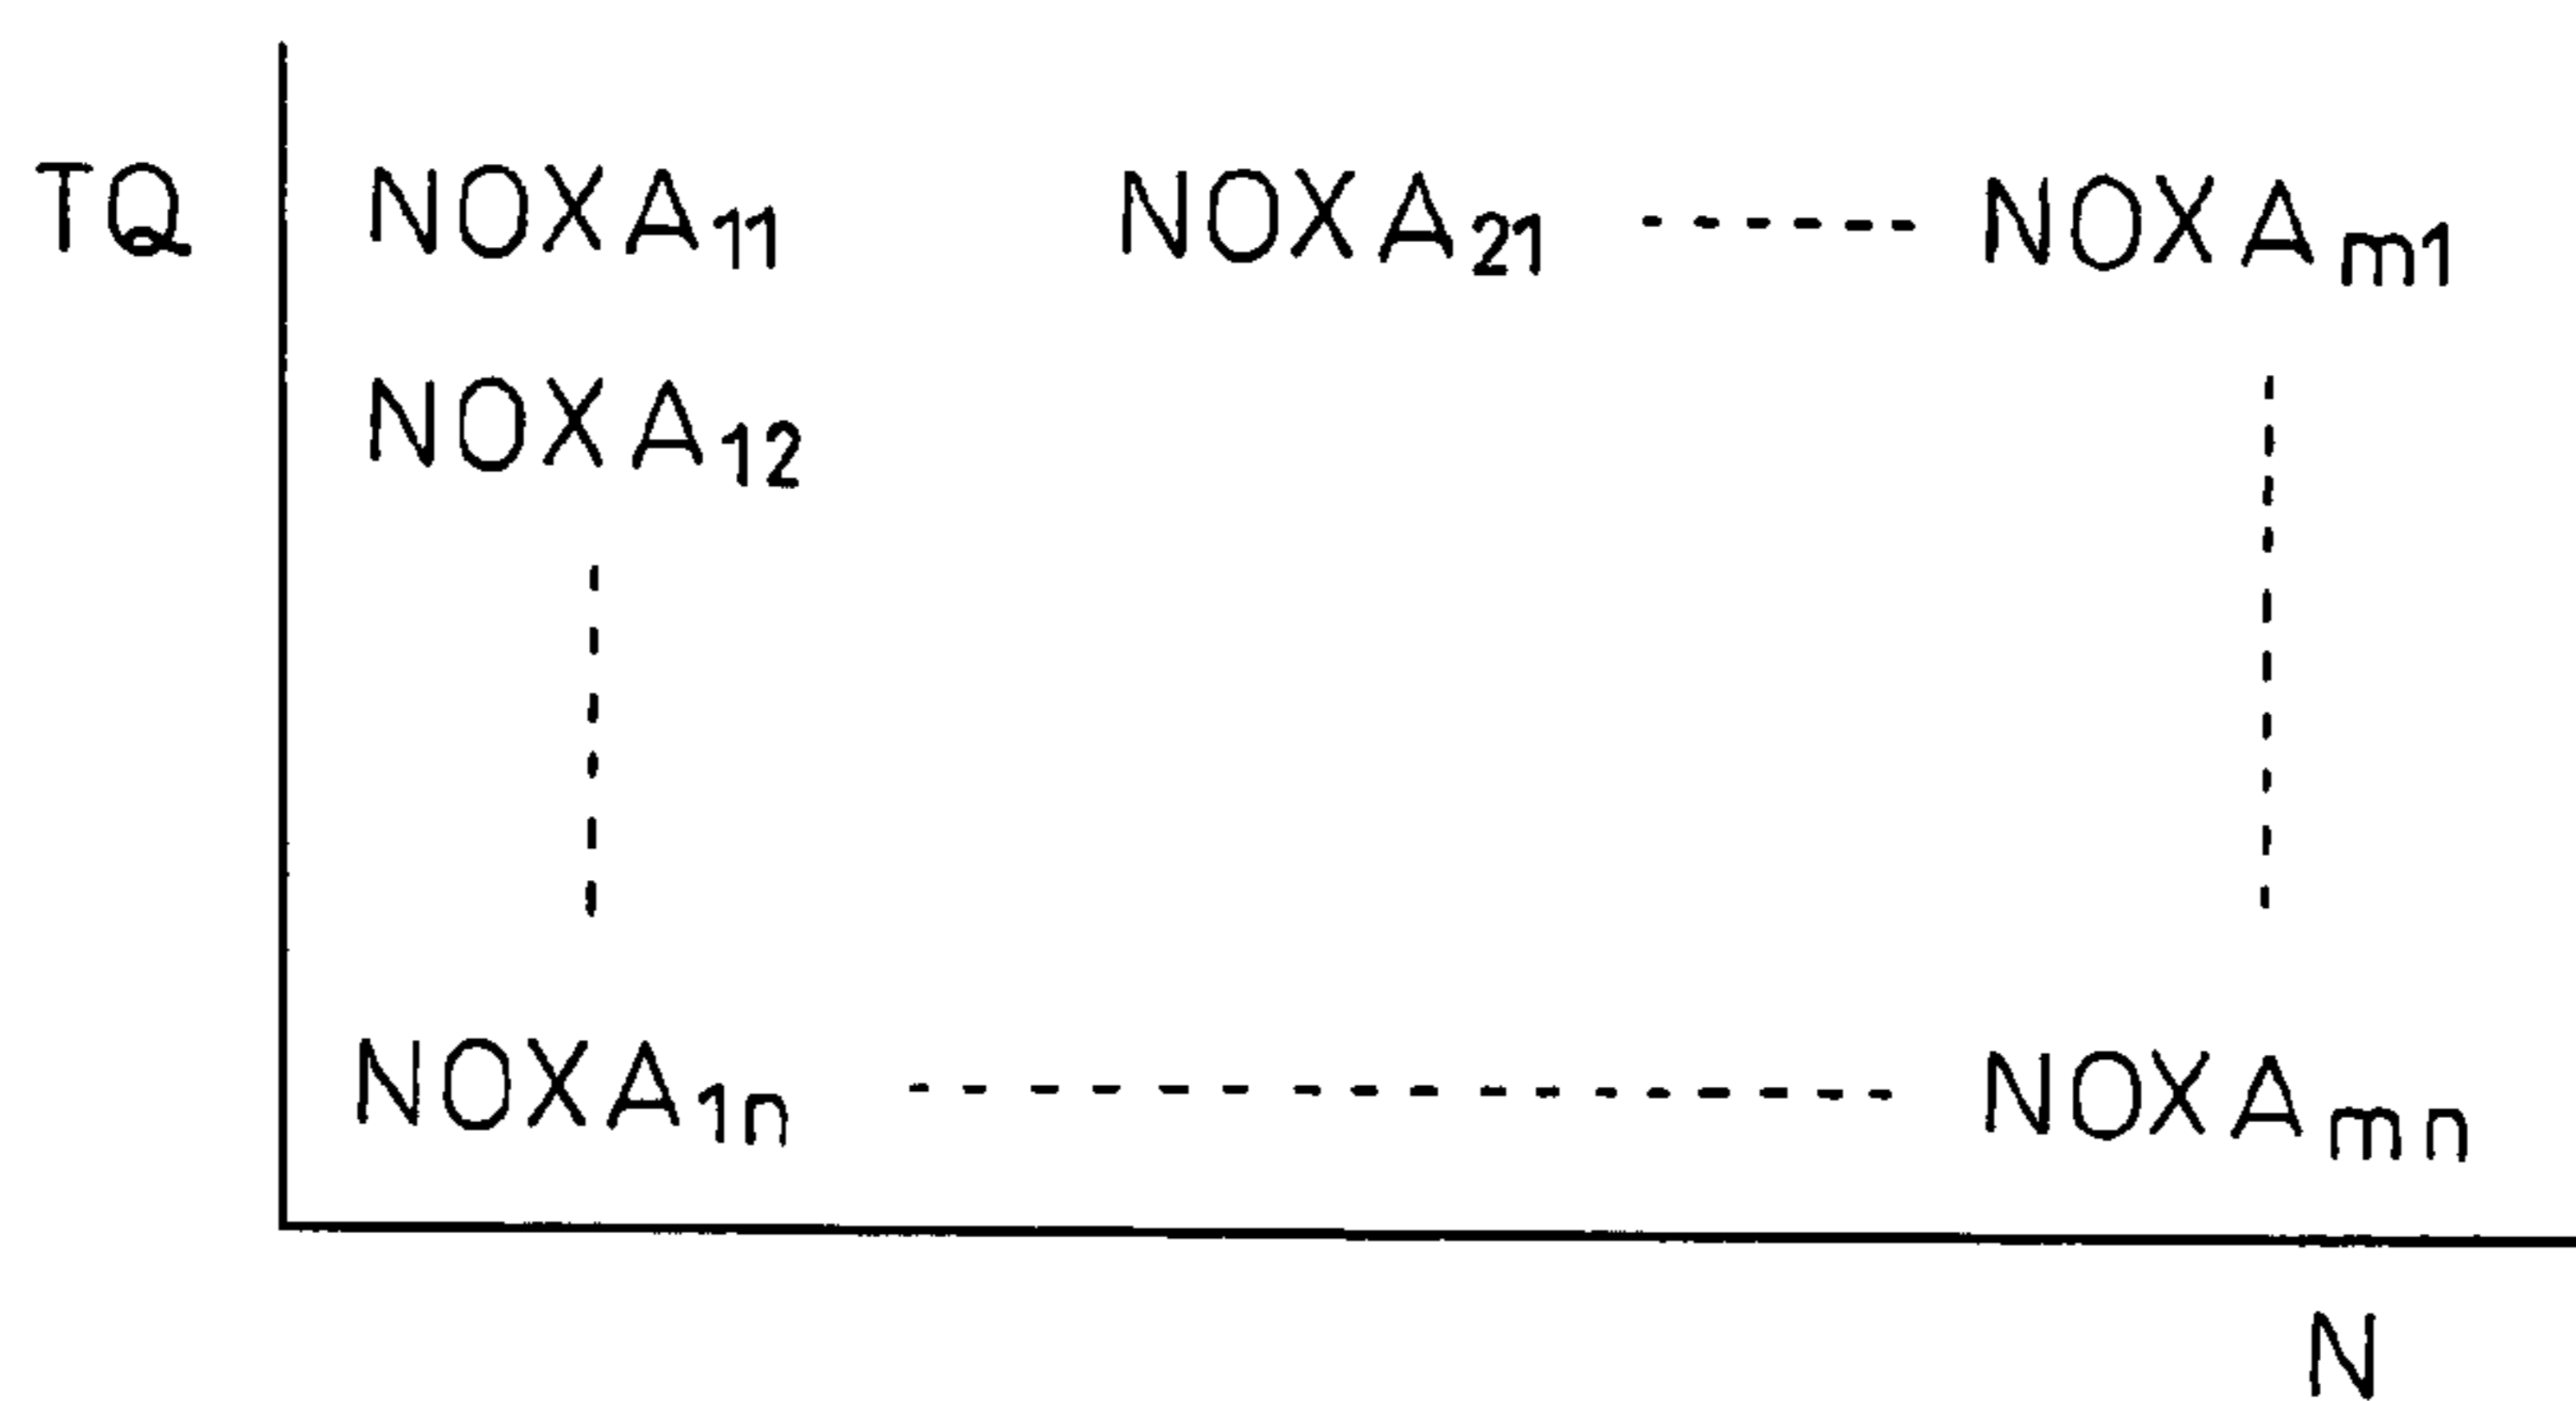 TQ NOXA₁₁ NOXA₂₁ ------ NOXAₘ₁
NOXA₁₂
NOXA₁ₙ ---------------- NOXAₘₙ
N